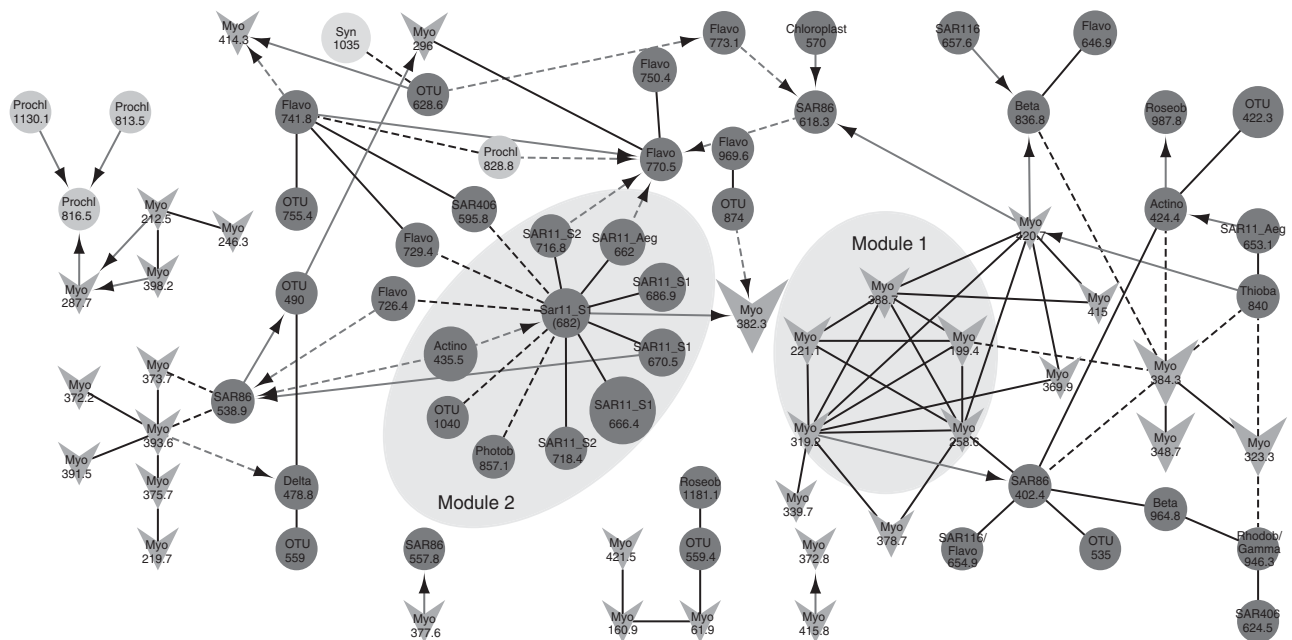 Myo
414.3
Syn
1035
Myo
296
Flavo
773.1
Chloroplast
570
SAR116
657.6
Flavo
646.9
Flavo
750.4
OTU
628.6
Prochl
1130.1
Prochl
813.5
Flavo
741.8
SAR86
618.3
Beta
836.8
Roseob
987.8
OTU
422.3
Prochl
828.8
Flavo
770.5
Flavo
969.6
Prochl
816.5
Myo
212.5
Myo
246.3
OTU
755.4
SAR406
595.8
OTU
874
Actino
424.4
SAR11_S2
716.8
SAR11_Aeg
662
Flavo
729.4
Module 1
Myo
420.7
SAR11_Aeg
653.1
Myo
398.2
Myo
287.7
OTU
490
Flavo
726.4
SAR11_S1
686.9
Myo
388.7
Myo
415
Thioba
840
Sar11_S1
(682)
Myo
382.3
Myo
221.1
Myo
199.4
Actino
435.5
SAR11_S1
670.5
Myo
373.7
Myo
372.2
SAR86
538.9
Myo
369.9
Myo
384.3
OTU
1040
SAR11_S1
666.4
Myo
393.6
Myo
319.2
Myo
258.6
Photob
857.1
SAR11_S2
718.4
Myo
348.7
Myo
323.3
Myo
391.5
Myo
375.7
Delta
478.8
Module 2
Roseob
1181.1
Myo
339.7
SAR86
402.4
Beta
964.8
Myo
219.7
OTU
559
SAR86
557.8
Myo
421.5
OTU
559.4
Myo
372.8
Myo
378.7
SAR116/
Flavo
654.9
OTU
535
Rhodob/
Gamma
946.3
Myo
377.6
Myo
160.9
Myo
61.9
Myo
415.8
SAR406
624.5